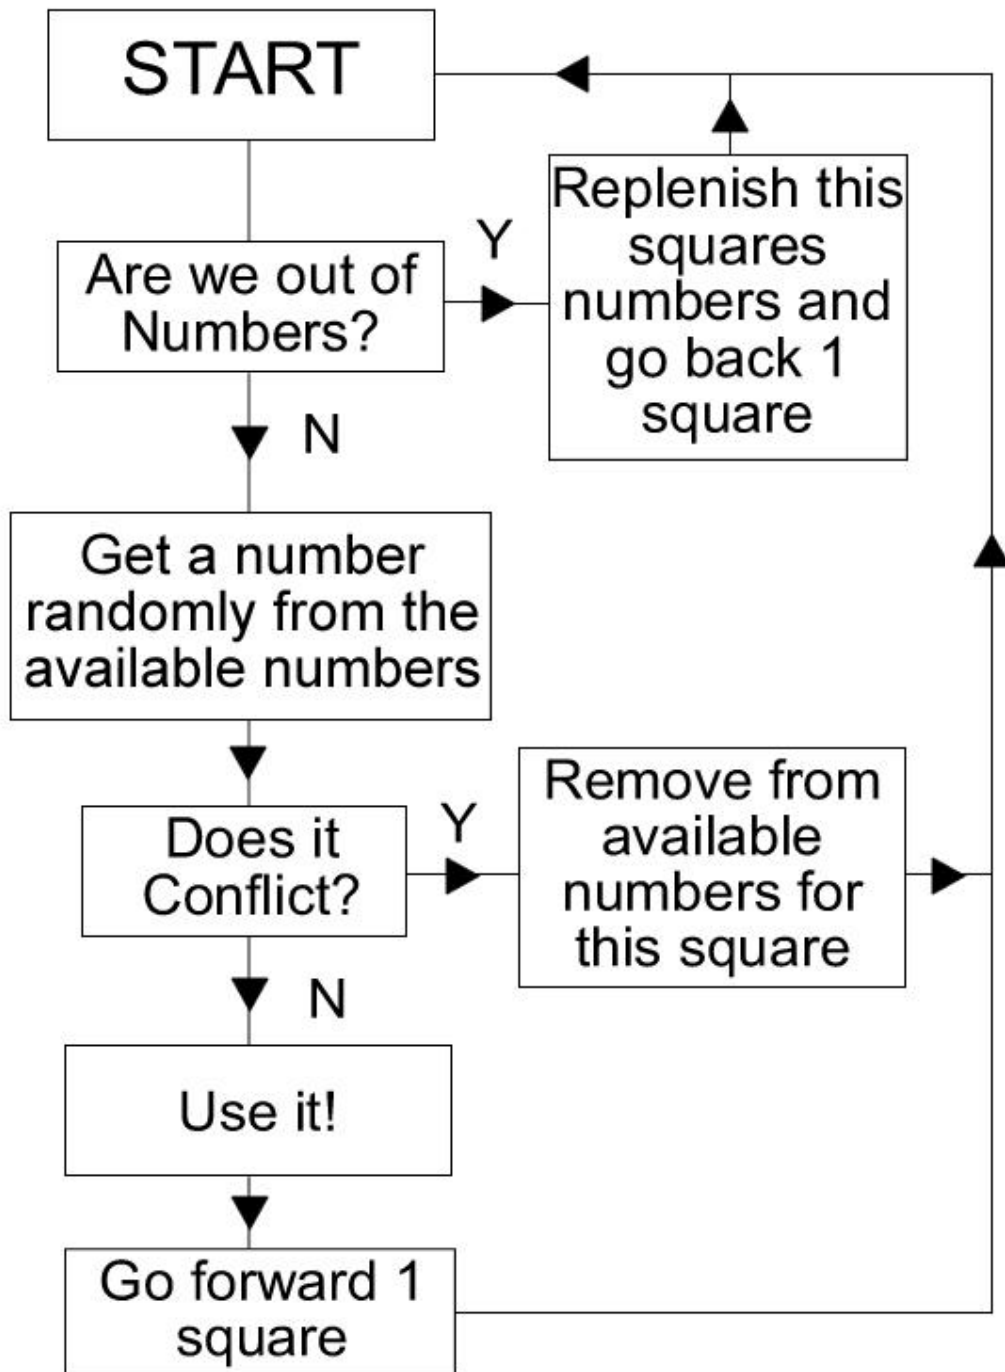 START
Are we out of
Numbers?
Y
Replenish this
squares
numbers and
go back 1
square
N
Get a number
randomly from the
available numbers
Does it
Conflict?
Y
Remove from
available
numbers for
this square
N
Use it!
Go forward 1
square